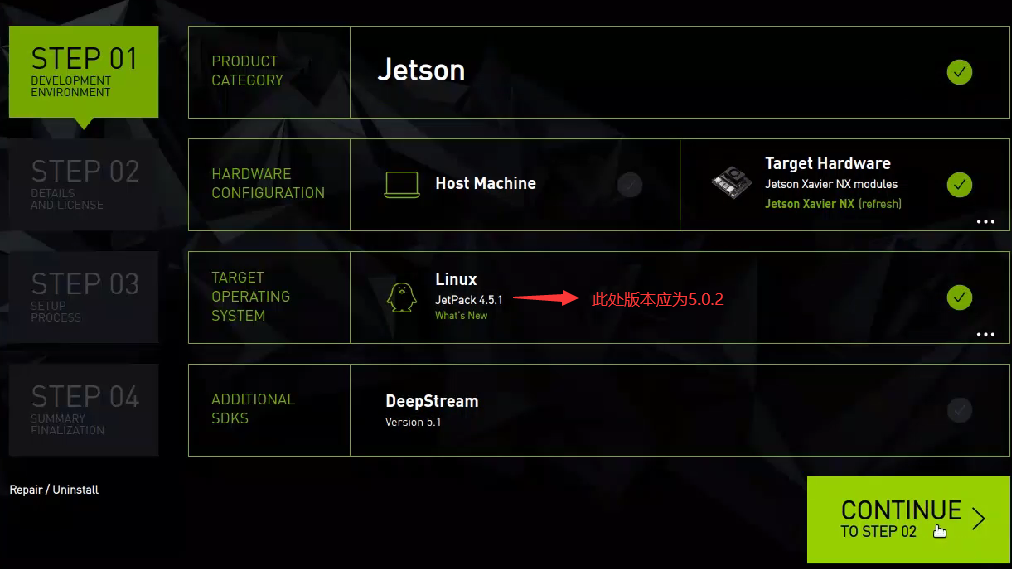 STEP 01
DEVELOPMENT
ENVIRONMENT
PRODUCT
CATEGORY
Jetson
STEP 02
DETAILS
AND LICENSE
HARDWARE
CONFIGURATION
Host Machine
Target Hardware
Jetson Xavier NX modules
Jetson Xavier NX (refresh)
...
STEP 03
SETUP
PROCESS
TARGET
OPERATING
SYSTEM
Linux
JetPack 4.5.1
What's New
此处版本应为5.0.2
...
STEP 04
SUMMARY
FINALIZATION
ADDITIONAL
SDKS
DeepStream
Version 5.1
Repair / Uninstall
CONTINUE
TO STEP 02